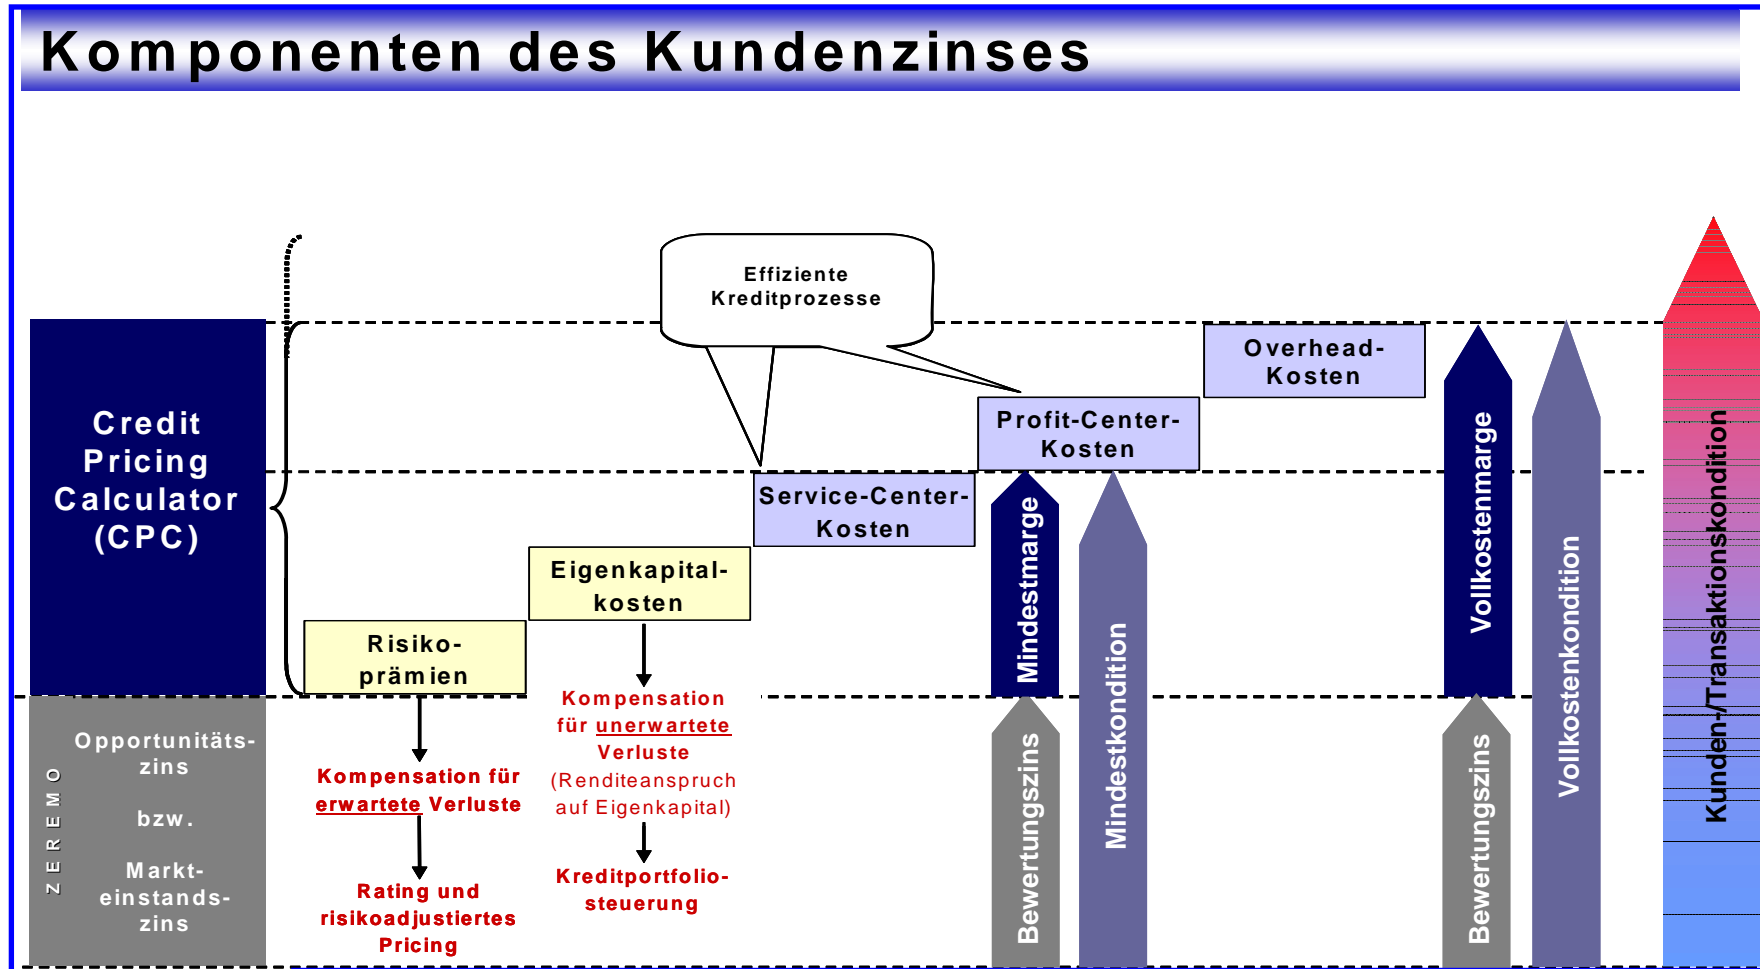 Komponenten des Kundenzinses
Effiziente
Kreditprozesse
Credit
Pricing
Calculator
(CPC)
Overhead-
Kosten
Profit-Center-
Kosten
Service-Center-
Kosten
Eigenkapital-
kosten
Risiko-
prämien
Kompensation für
erwartete Verluste
Rating und
risikoadjustiertes
Pricing
Kompensation
für unerwartete
Verluste
(Renditeanspruch
auf Eigenkapital)
Kreditportfolio-
steuerung
ZEREMO
Opportunitäts-
zins
bzw.
Markt-
einstands-
zins
Mindestmarge
Bewertungszins
Mindestkondition
Vollkostenmarge
Bewertungszins
Vollkostenkondition
Kunden-/Transaktionskondition